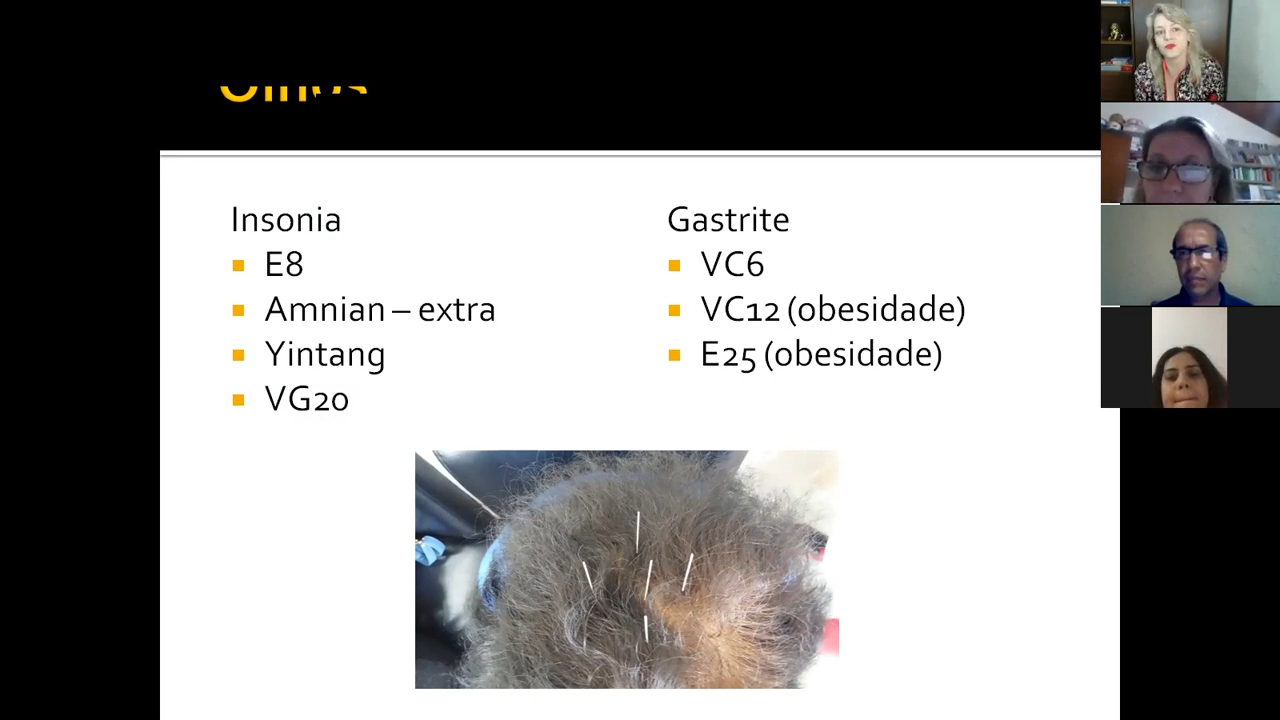 Insonia
E8
Amnian – extra
Yintang
VG20
Gastrite
VC6
VC12 (obesidade)
E25 (obesidade)